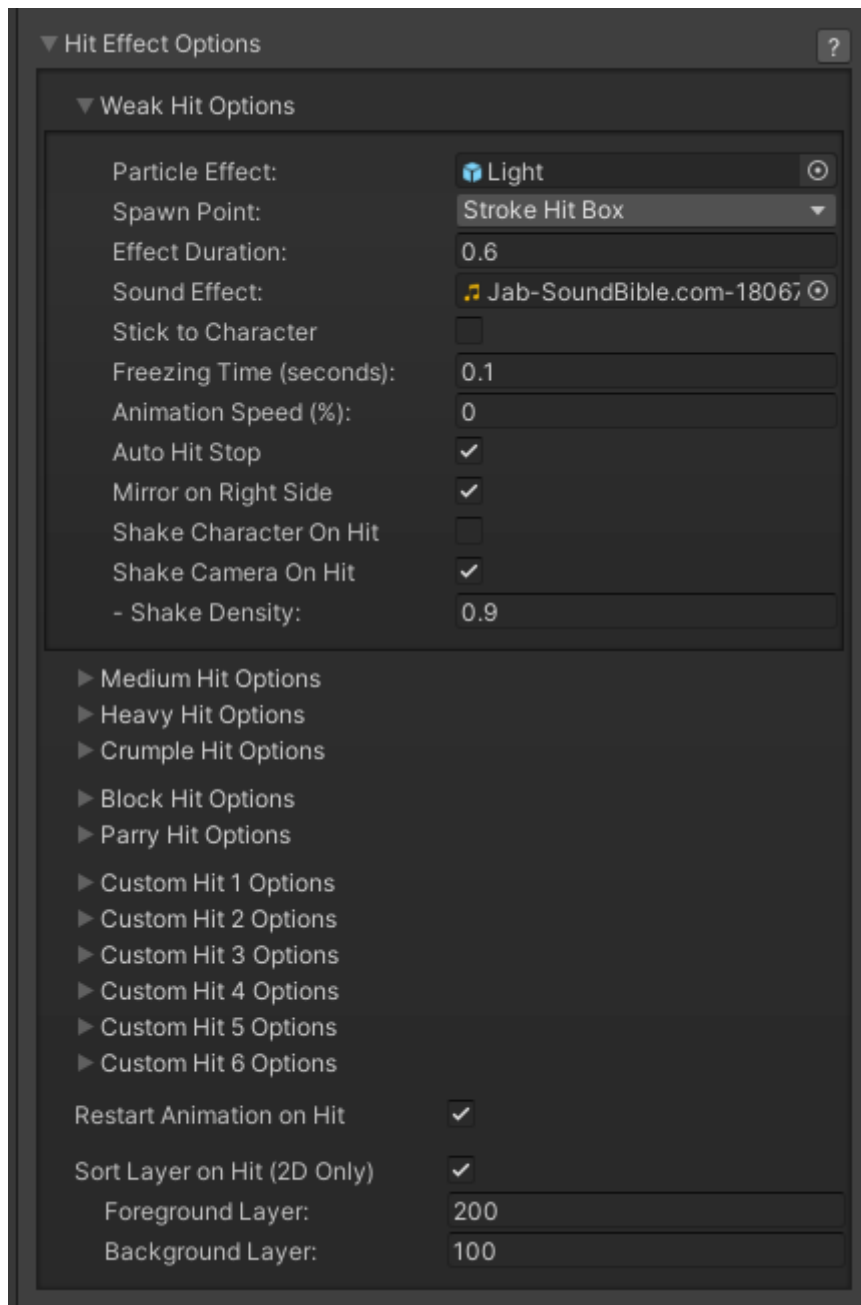 Hit Effect Options
?
Weak Hit Options
Particle Effect: Light
Spawn Point: Stroke Hit Box
Effect Duration: 0.6
Sound Effect: Jab-SoundBible.com-18067
Stick to Character
Freezing Time (seconds): 0.1
Animation Speed (%): 0
Auto Hit Stop
Mirror on Right Side
Shake Character On Hit
Shake Camera On Hit
- Shake Density: 0.9
Medium Hit Options
Heavy Hit Options
Crumple Hit Options
Block Hit Options
Parry Hit Options
Custom Hit 1 Options
Custom Hit 2 Options
Custom Hit 3 Options
Custom Hit 4 Options
Custom Hit 5 Options
Custom Hit 6 Options
Restart Animation on Hit
Sort Layer on Hit (2D Only)
Foreground Layer: 200
Background Layer: 100